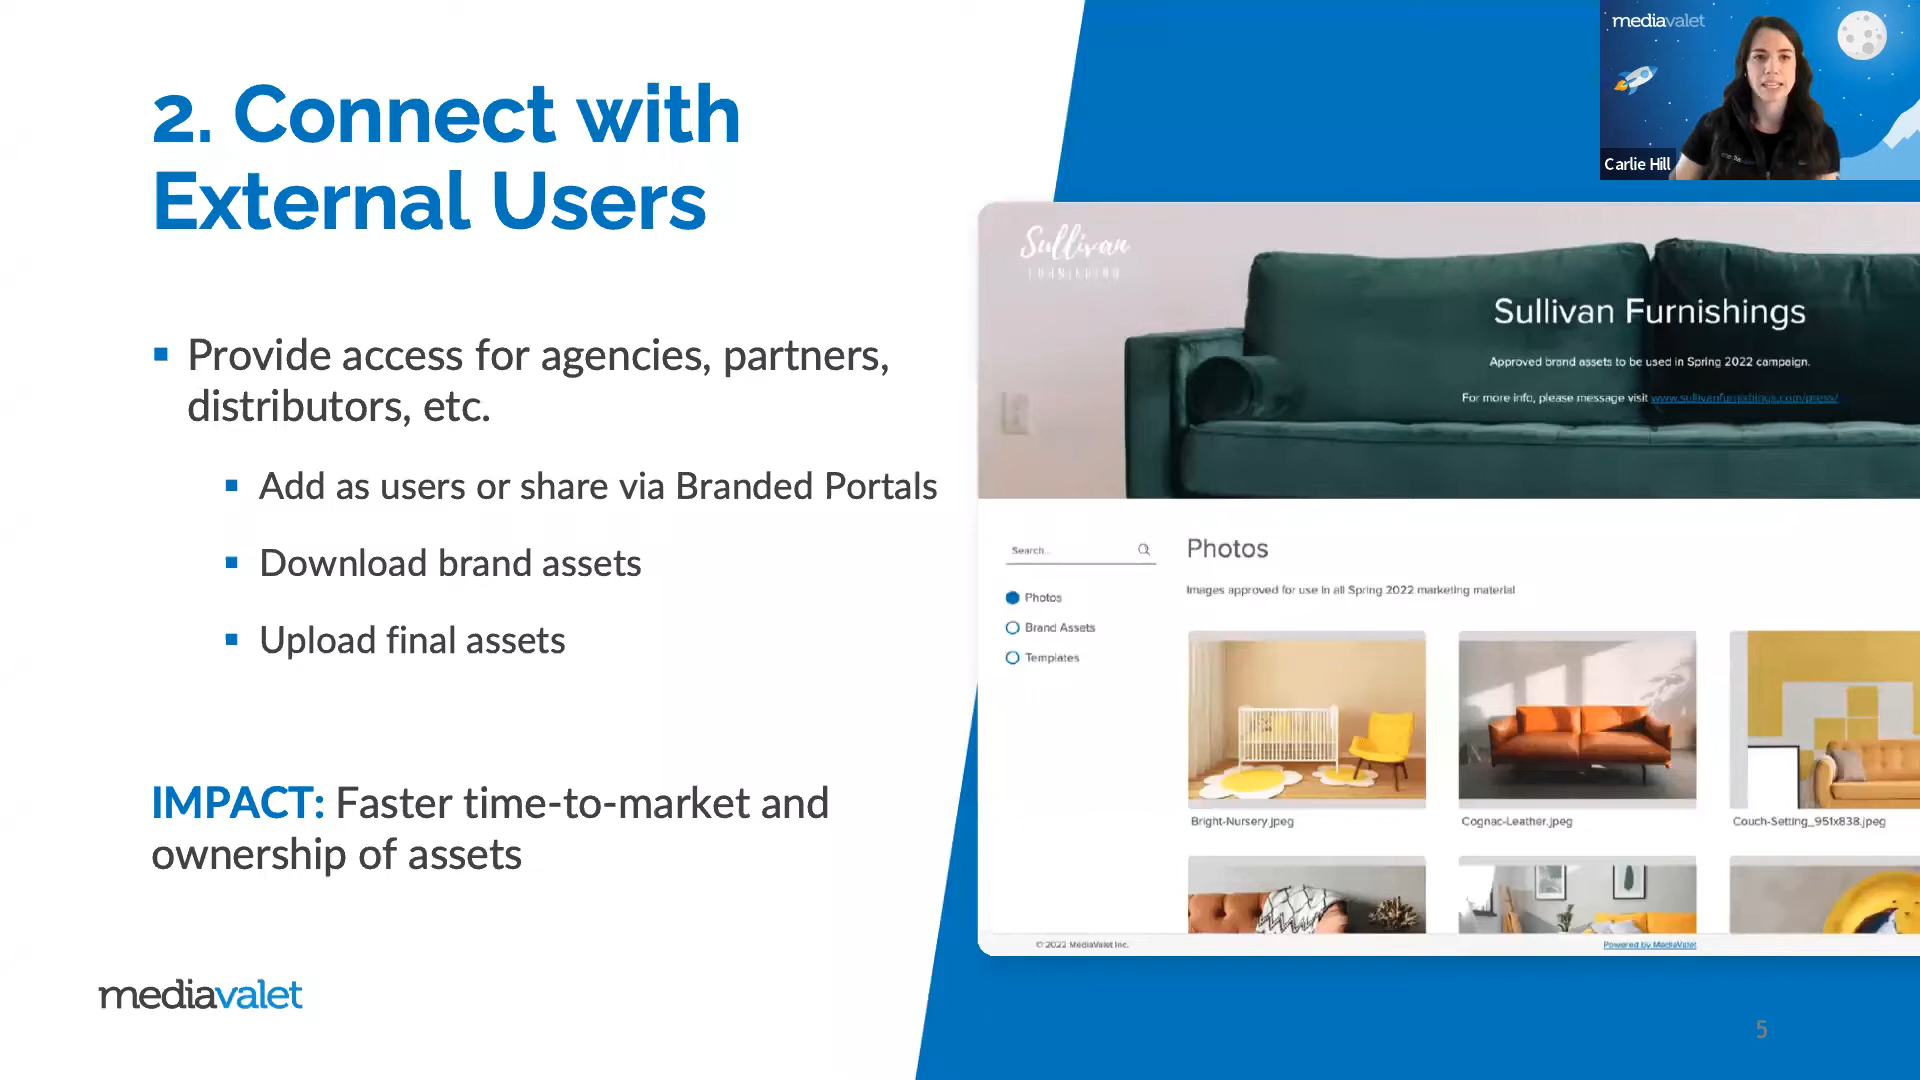 2. Connect with
External Users
▪ Provide access for agencies, partners,
distributors, etc.
▪ Add as users or share via Branded Portals
▪ Download brand assets
▪ Upload final assets
IMPACT: Faster time-to-market and
ownership of assets
mediavalet
mediavalet
Carlie Hill
Sullivan
Sullivan Furnishings
Approved brand assets to be used in Spring 2022 campaign.
For more info, please message visit www.sullivanfurnishings.com/press/
Search...
Photos
Brand Assets
Templates
Photos
Images approved for use in all Spring 2022 marketing material
Bright-Nursery.jpeg
Cognac-Leather.jpeg
Couch-Setting_951x838.jpeg
© 2022 MediaValet Inc.
Powered by MediaValet
5